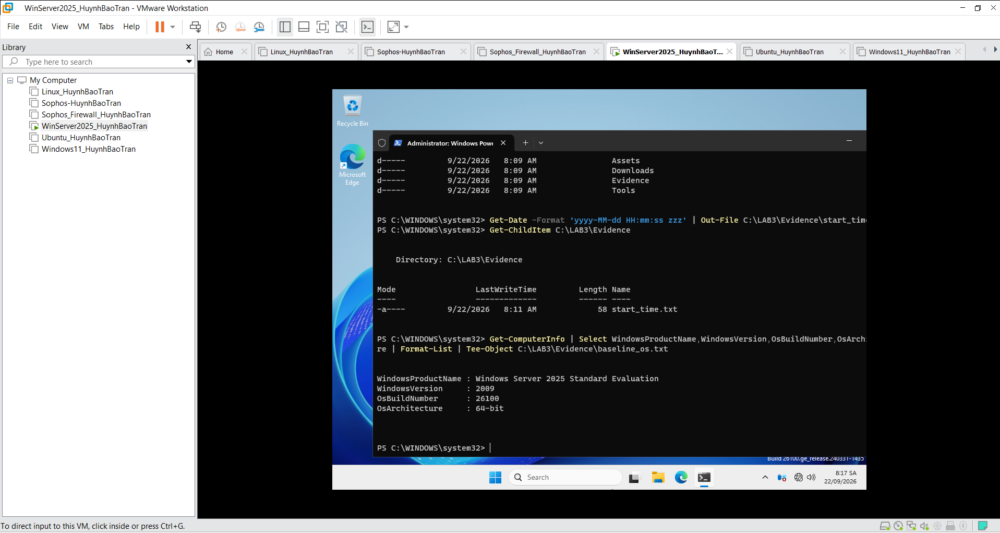 WinServer2025_HuynhBaoTran - VMware Workstation
File Edit View VM Tabs Help
Library
Type here to search
My Computer
Linux_HuynhBaoTran
Sophos-HuynhBaoTran
Sophos_Firewall_HuynhBaoTran
WinServer2025_HuynhBaoTran
Ubuntu_HuynhBaoTran
Windows11_HuynhBaoTran
Home Linux_HuynhBaoTran Sophos-HuynhBaoTran Sophos_Firewall_HuynhBaoTran WinServer2025_HuynhBaoT... Ubuntu_HuynhBaoTran Windows11_HuynhBaoTran
Recycle Bin
Microsoft
Edge
Administrator: Windows Powe
d----- 9/22/2026 8:09 AM Assets
d----- 9/22/2026 8:09 AM Downloads
d----- 9/22/2026 8:09 AM Evidence
d----- 9/22/2026 8:09 AM Tools
PS C:\WINDOWS\system32> Get-Date -Format 'yyyy-MM-dd HH:mm:ss zzz' | Out-File C:\LAB3\Evidence\start_tim
PS C:\WINDOWS\system32> Get-ChildItem C:\LAB3\Evidence
Directory: C:\LAB3\Evidence
Mode LastWriteTime Length Name
---- ------------- ------ ----
-a---- 9/22/2026 8:11 AM 58 start_time.txt
PS C:\WINDOWS\system32> Get-ComputerInfo | Select WindowsProductName,WindowsVersion,OsBuildNumber,OsArchi
re | Format-List | Tee-Object C:\LAB3\Evidence\baseline_os.txt
WindowsProductName : Windows Server 2025 Standard Evaluation
WindowsVersion : 2009
OsBuildNumber : 26100
OsArchitecture : 64-bit
PS C:\WINDOWS\system32>
Build 26100.ge_release.240331-1435
Search
8:17 SA
22/09/2026
To direct input to this VM, click inside or press Ctrl+G.